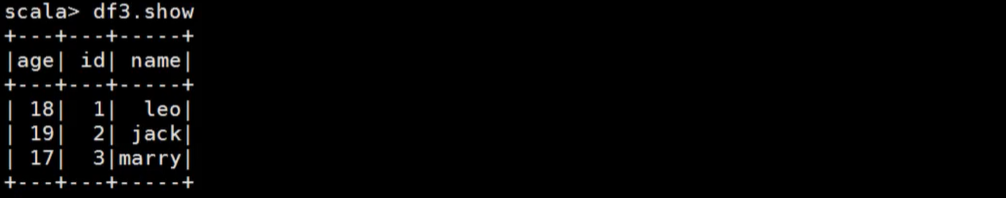 scala> df3.show
+---+---+-----+
|age| id| name|
+---+---+-----+
| 18|  1|  leo|
| 19|  2| jack|
| 17|  3|marry|
+---+---+-----+